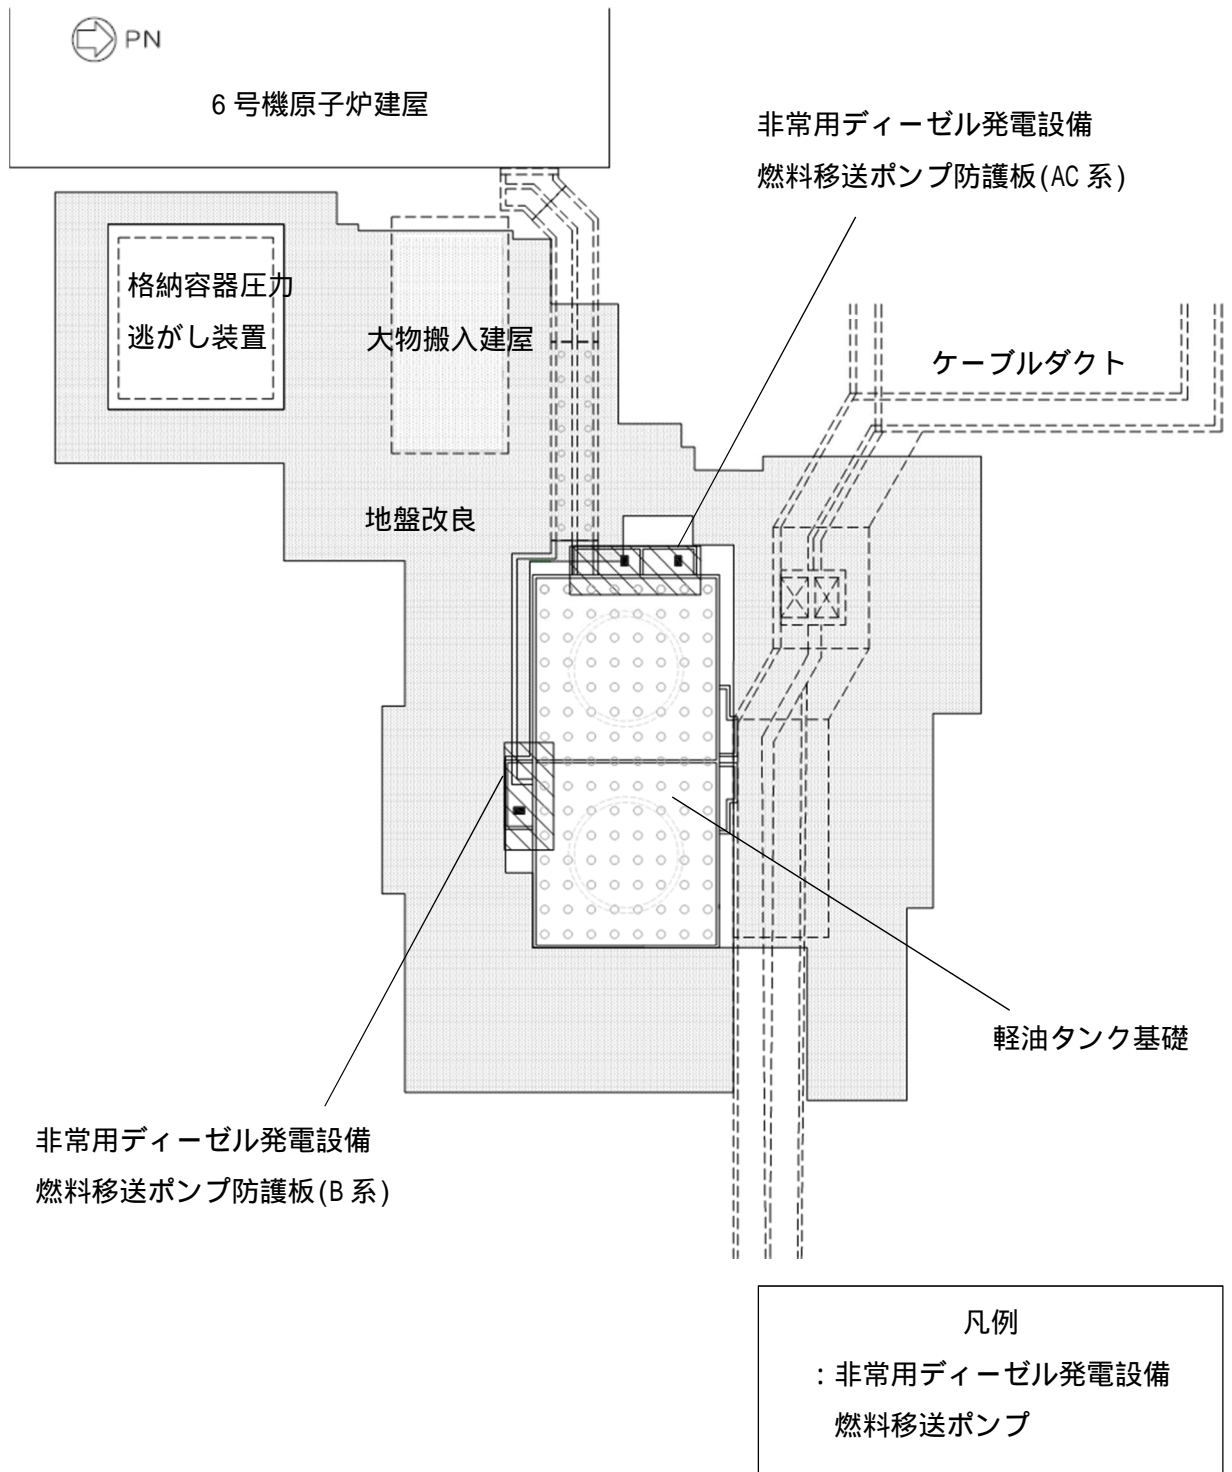 PN
6号機原子炉建屋
非常用ディーゼル発電設備
燃料移送ポンプ防護板(AC系)
格納容器圧力
逃がし装置
大物搬入建屋
ケーブルダクト
地盤改良
軽油タンク基礎
非常用ディーゼル発電設備
燃料移送ポンプ防護板(B系)
凡例
：非常用ディーゼル発電設備
燃料移送ポンプ